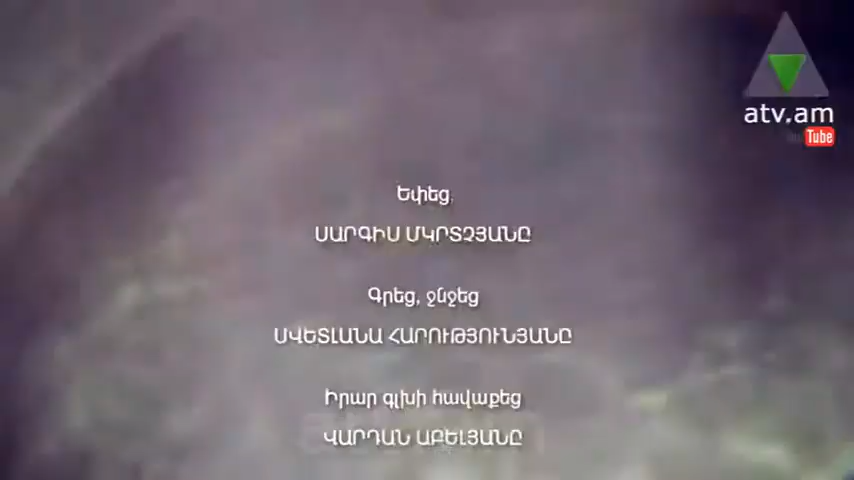 atv.am
Tube
Եփեց
ՍԱՐԳԻՍ ՄԿՐՏՉՅԱՆԸ
Գրեց, ջնջեց
ՍՎԵՏԼԱՆԱ ՀԱՐՈՒԹՅՈՒՆՅԱՆԸ
Իրար գլխի հավաքեց
ՎԱՐԴԱՆ ԱԲԵԼՅԱՆԸ